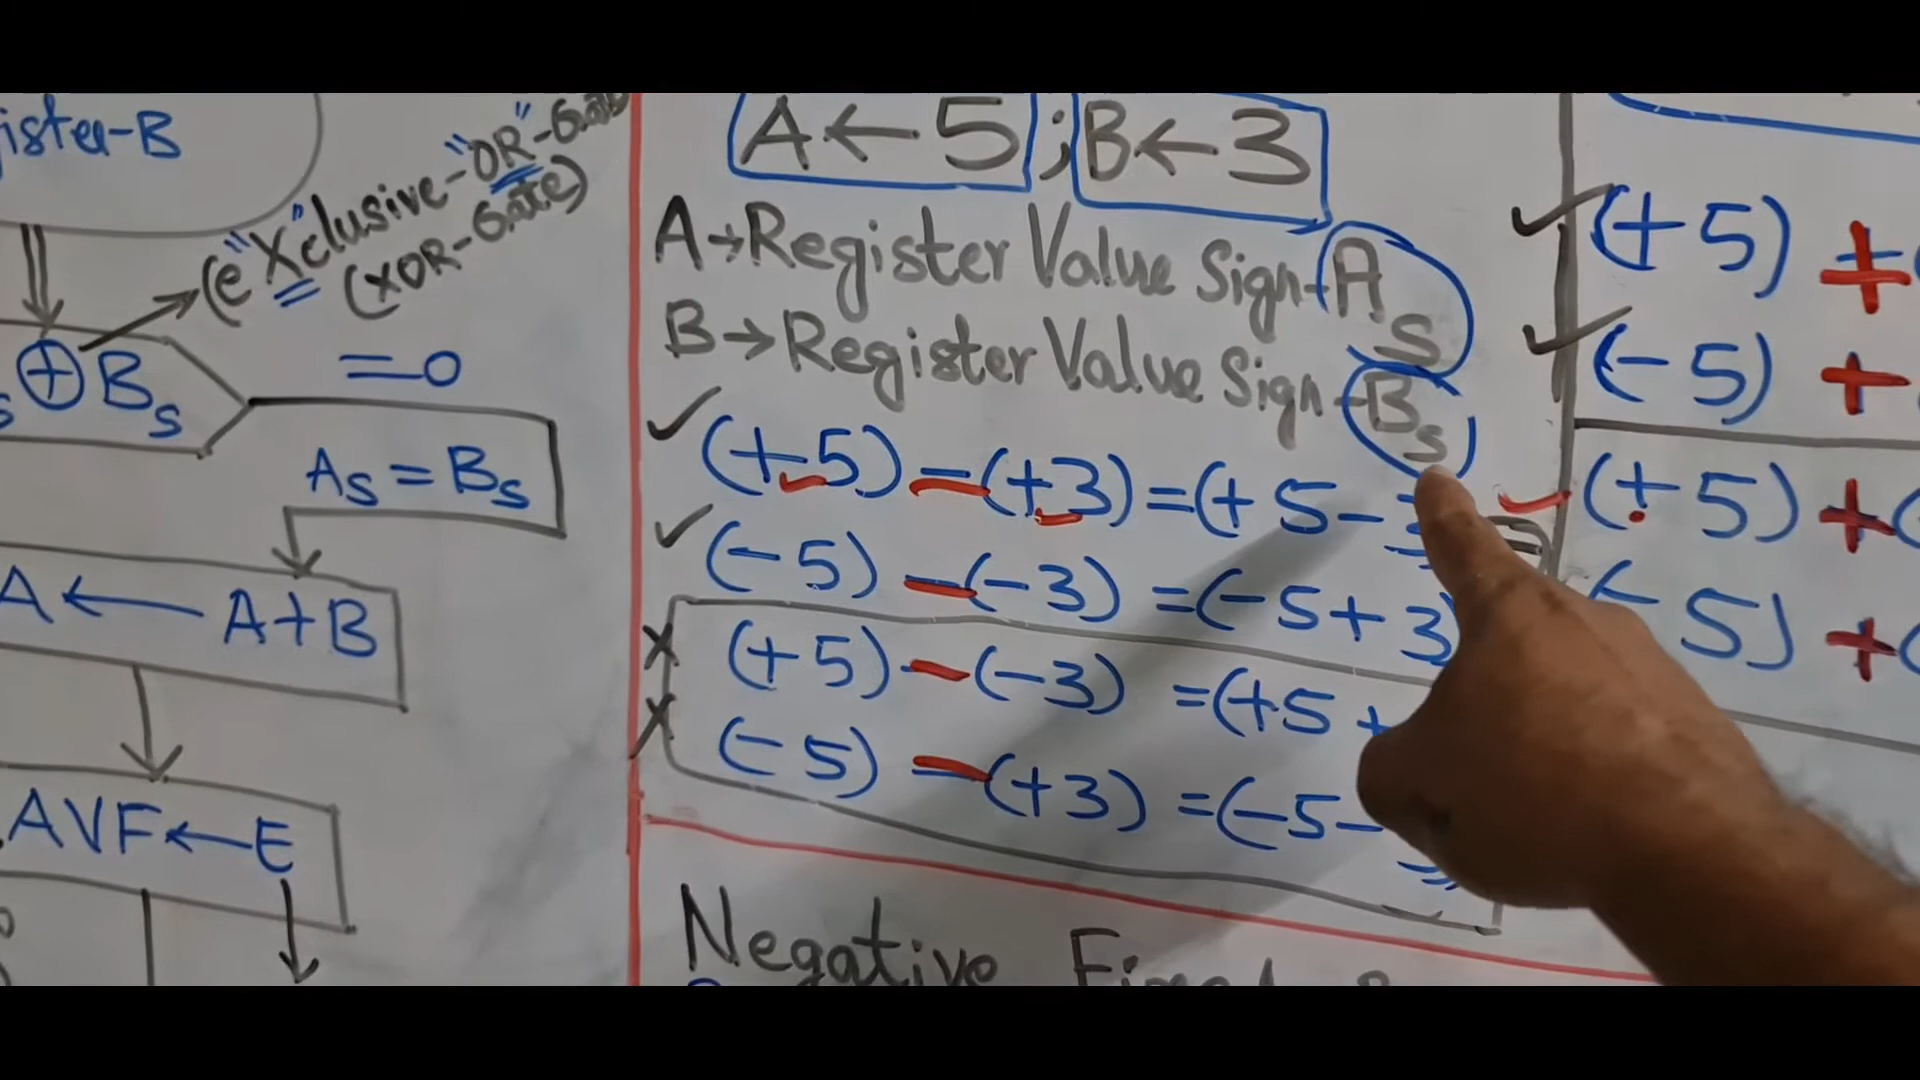 ister-B
("eXclusive-"OR"-Gate
(XOR-Gate)
s ⊕ Bs
=0
As = Bs
A ← A+B
AVF ← E
A ← 5 ; B ← 3
A → Register Value Sign - As
B → Register Value Sign - Bs
✓ (+5) - (+3) = (+5 - 3
✓ (-5) - (-3) = (-5 + 3)
x (+5) - (-3) = (+5 +
x (-5) - (+3) = (-5 -
Negative
✓ (+5) +
✓ (-5) +
✓ (+5) + (
(-5) + (